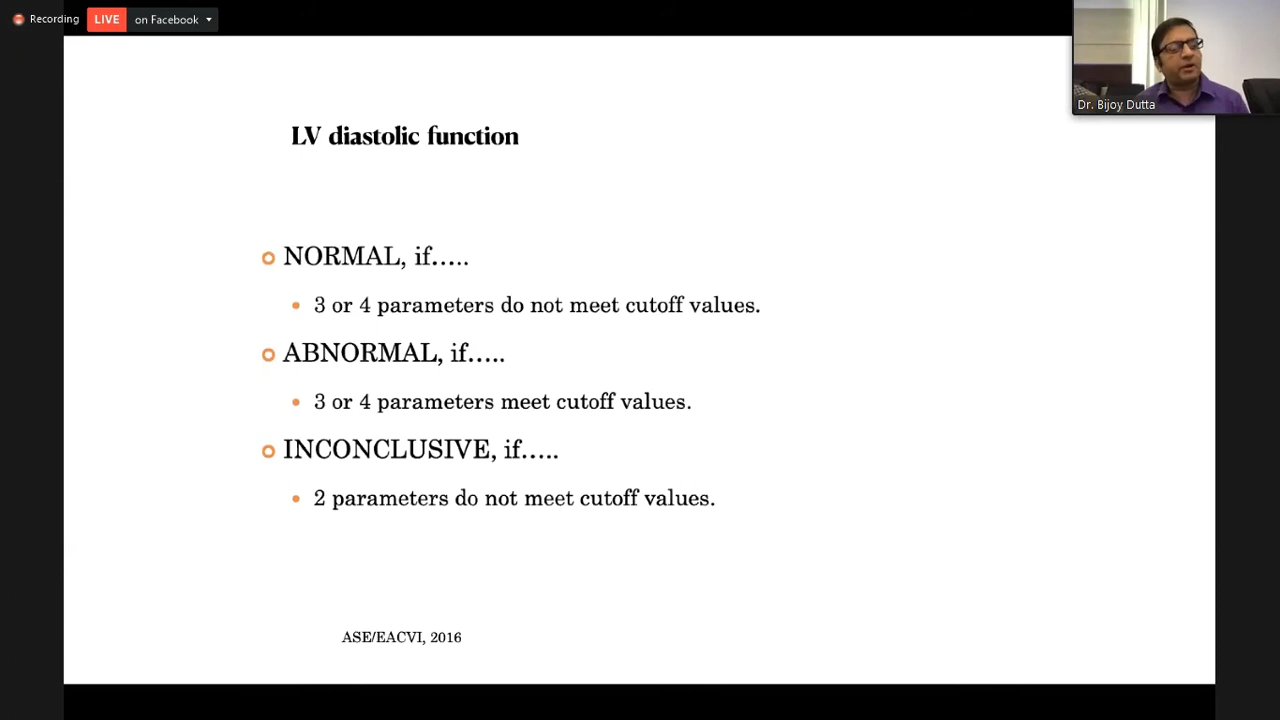 Recording
LIVE on Facebook
Dr. Bijoy Dutta
LV diastolic function
NORMAL, if.....
3 or 4 parameters do not meet cutoff values.
ABNORMAL, if.....
3 or 4 parameters meet cutoff values.
INCONCLUSIVE, if.....
2 parameters do not meet cutoff values.
ASE/EACVI, 2016